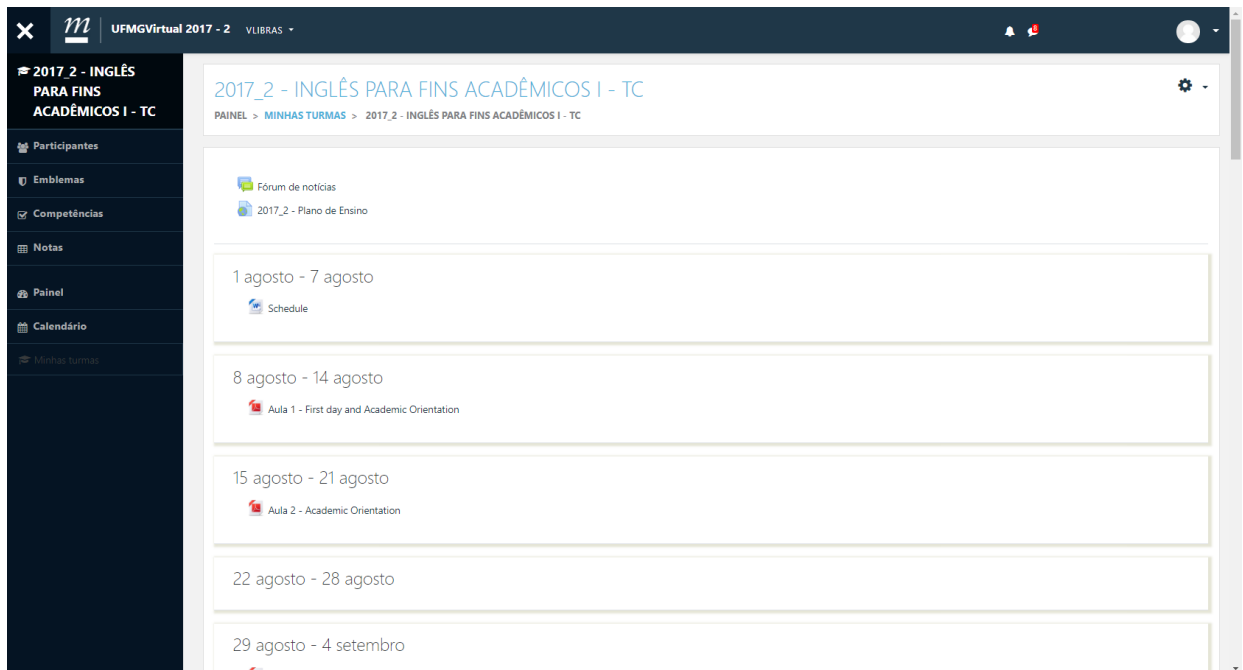 m UFMGVirtual 2017 - 2 VLIBRAS
2017_2 - INGLÊS
PARA FINS
ACADÊMICOS I - TC
Participantes
Emblemas
Competências
Notas
Painel
Calendário
Minhas turmas
2017_2 - INGLÊS PARA FINS ACADÊMICOS I - TC
PAINEL > MINHAS TURMAS > 2017_2 - INGLÊS PARA FINS ACADÊMICOS I - TC
Fórum de notícias
2017_2 - Plano de Ensino
1 agosto - 7 agosto
Schedule
8 agosto - 14 agosto
Aula 1 - First day and Academic Orientation
15 agosto - 21 agosto
Aula 2 - Academic Orientation
22 agosto - 28 agosto
29 agosto - 4 setembro